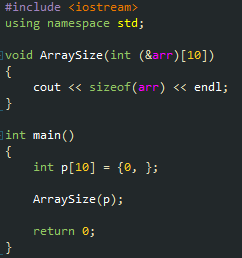 #include <iostream>
using namespace std;
void ArraySize(int (&arr)[10])
{
cout << sizeof(arr) << endl;
}
int main()
{
int p[10] = {0, };
ArraySize(p);
return 0;
}